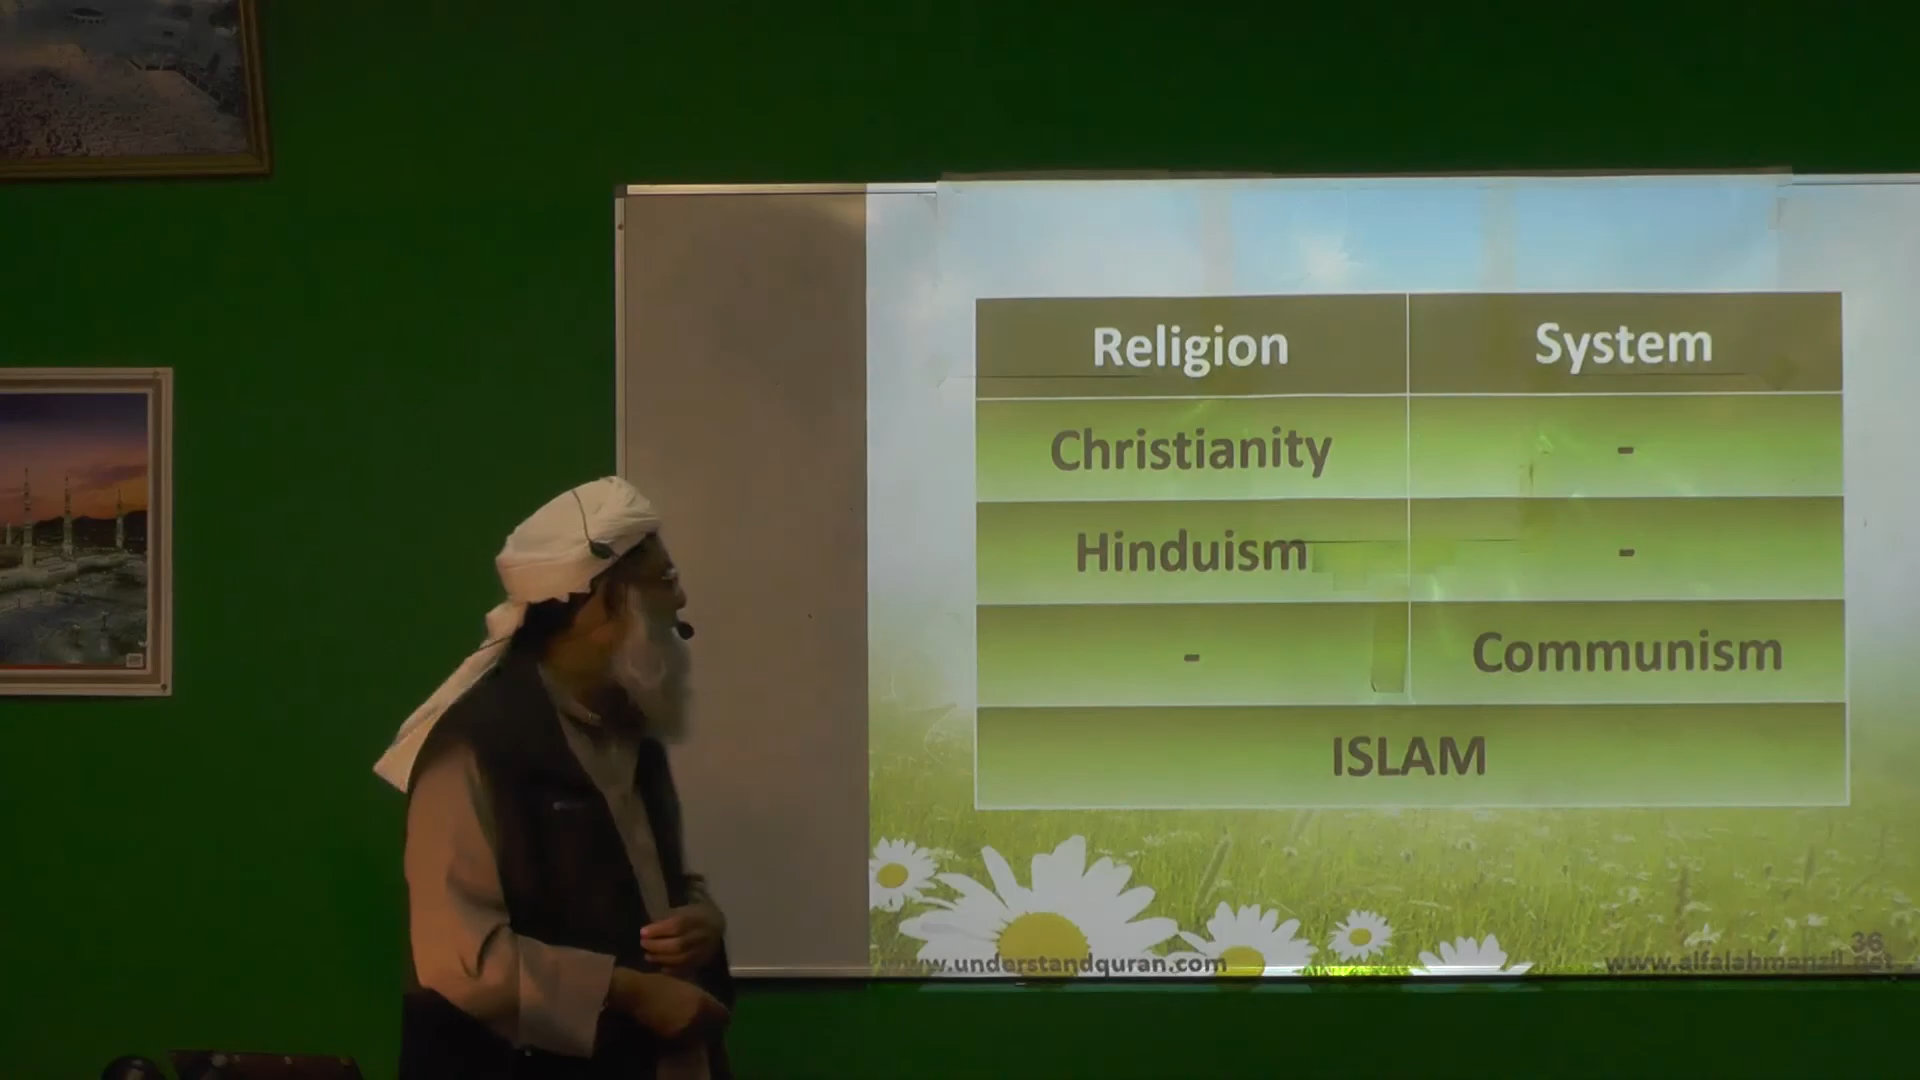 Religion System
Christianity -
Hinduism -
- Communism
ISLAM
36
www.understandquran.com www.alfalahmanzil.net